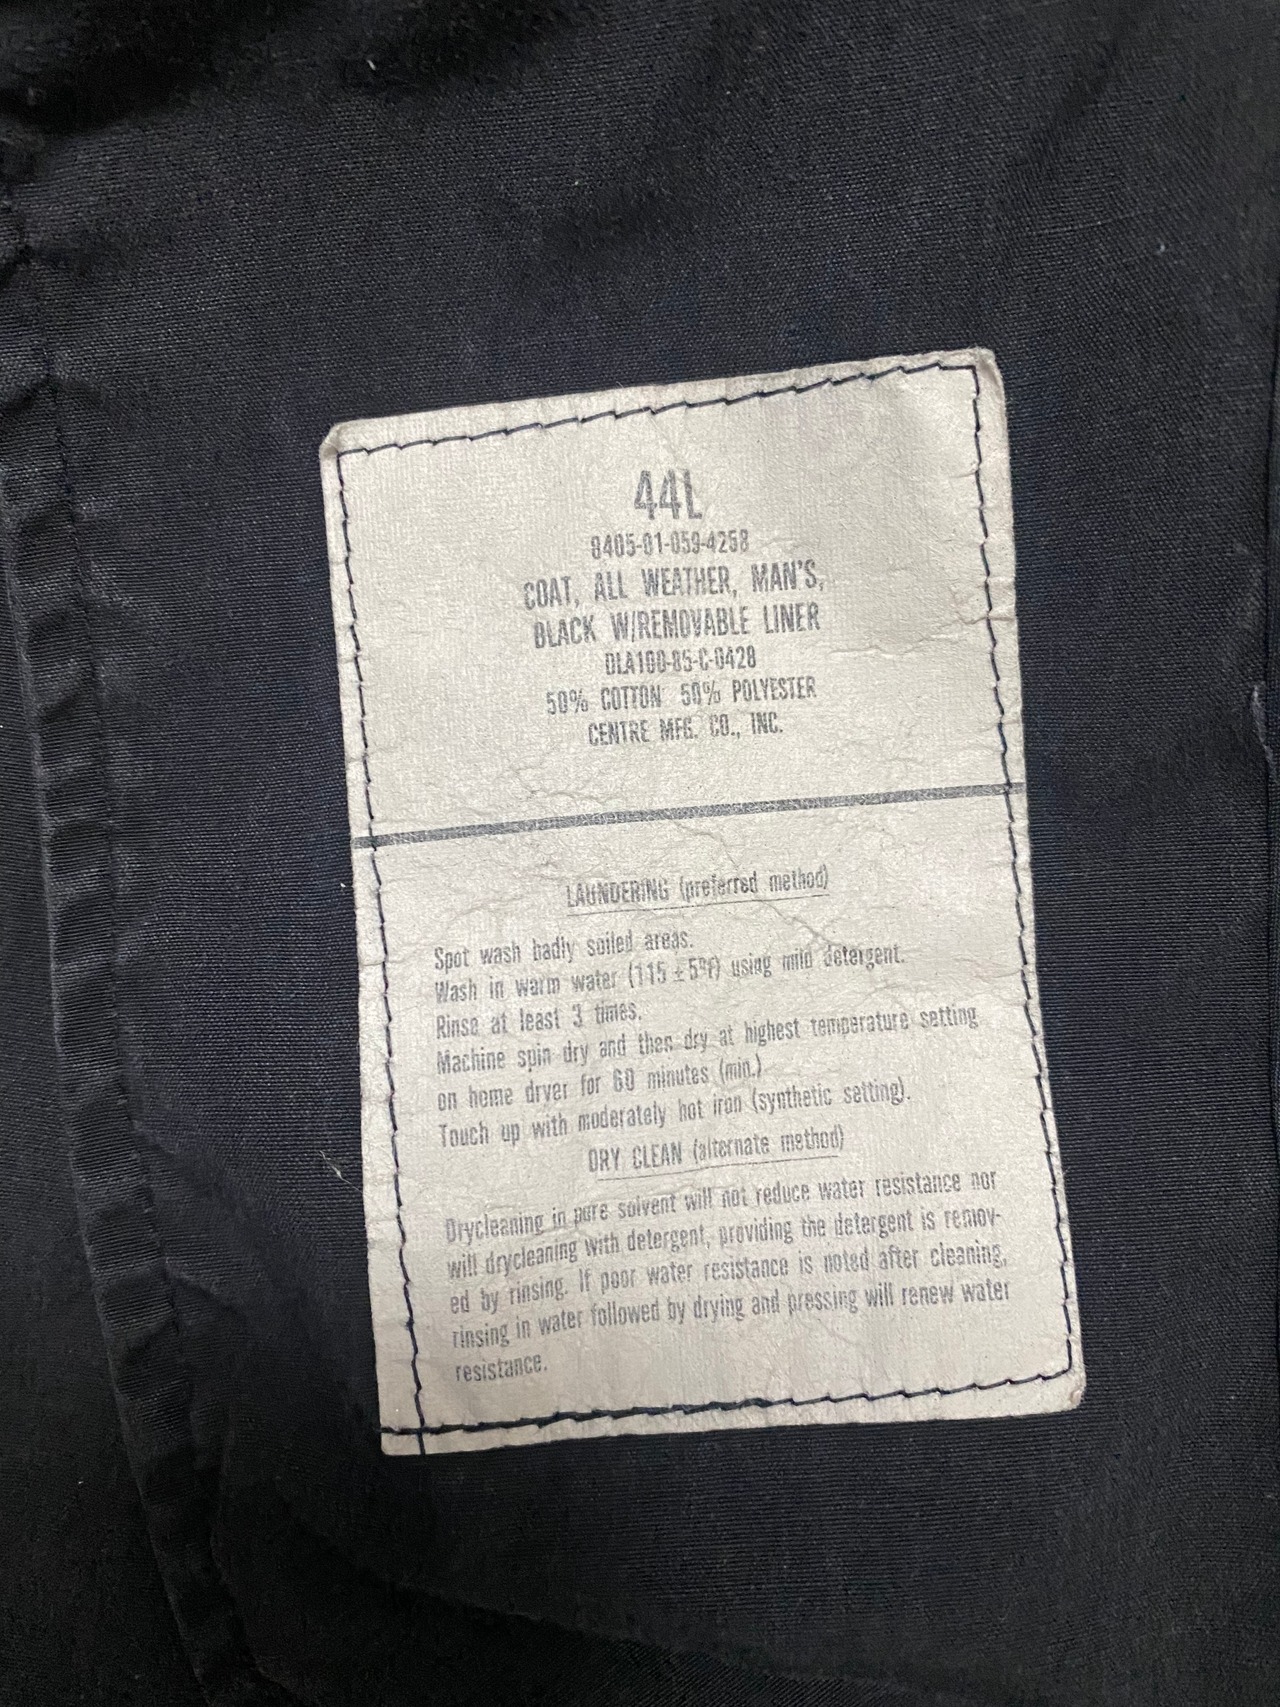 44L
8405-01-059-4258
COAT, ALL WEATHER, MAN'S,
BLACK W/REMOVABLE LINER
DLA100-85-C-0428
50% COTTON 50% POLYESTER
CENTRE MFG. CO., INC.
LAUNDERING (preferred method)
Spot wash badly soiled areas.
Wash in warm water (115 ± 5°F) using mild detergent.
Rinse at least 3 times.
Machine spin dry and then dry at highest temperature setting
on home dryer for 60 minutes (min.)
Touch up with moderately hot iron (synthetic setting).
DRY CLEAN (alternate method)
Drycleaning in pure solvent will not reduce water resistance nor
will drycleaning with detergent, providing the detergent is remov-
ed by rinsing. If poor water resistance is noted after cleaning,
rinsing in water followed by drying and pressing will renew water
resistance.